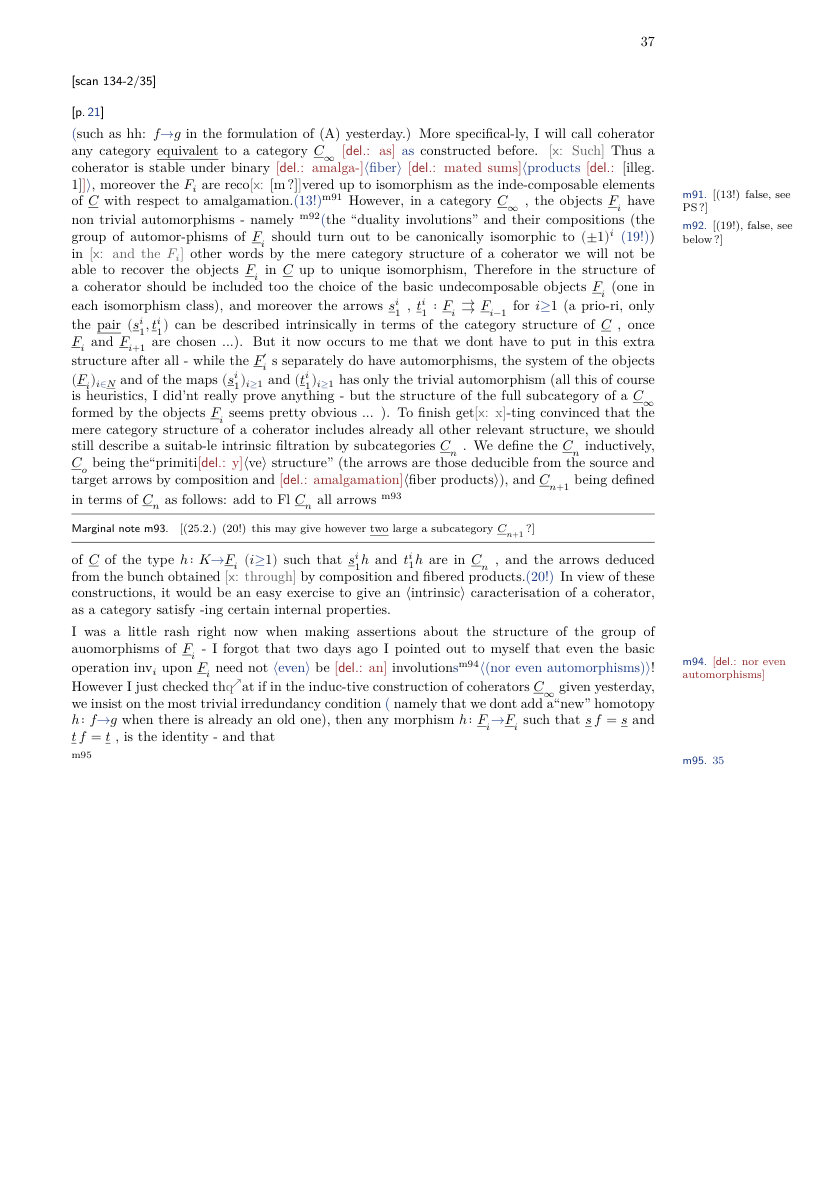 37
[scan 134-2/35]
[p. 21]
(such as hh: f→g in the formulation of (A) yesterday.) More specifical-ly, I will call coherator
any category equivalent to a category C∞ [del.: as] as constructed before. [x: Such] Thus a
coherator is stable under binary [del.: amalga-]⟨fiber⟩ [del.: mated sums]⟨products [del.: [illeg.
1]]⟩, moreover the Fi are reco[x: [m ?]]vered up to isomorphism as the inde-composable elements
of C with respect to amalgamation.(13!)m91 However, in a category C∞ , the objects Fi have
non trivial automorphisms - namely m92(the “duality involutions” and their compositions (the
group of automor-phisms of Fi should turn out to be canonically isomorphic to (±1)i (19!))
in [x: and the Fi] other words by the mere category structure of a coherator we will not be
able to recover the objects Fi in C up to unique isomorphism, Therefore in the structure of
a coherator should be included too the choice of the basic undecomposable objects Fi (one in
each isomorphism class), and moreover the arrows s1i , t1i : Fi ⇉ Fi−1 for i≥1 (a prio-ri, only
the pair (s1i,t1i) can be described intrinsically in terms of the category structure of C , once
Fi and Fi+1 are chosen ...). But it now occurs to me that we dont have to put in this extra
structure after all - while the Fi′ s separately do have automorphisms, the system of the objects
(Fi)i∈N and of the maps (s1i)i≥1 and (t1i)i≥1 has only the trivial automorphism (all this of course
is heuristics, I did'nt really prove anything - but the structure of the full subcategory of a C∞
formed by the objects Fi seems pretty obvious ... ). To finish get[x: x]-ting convinced that the
mere category structure of a coherator includes already all other relevant structure, we should
still describe a suitab-le intrinsic filtration by subcategories Cn . We define the Cn inductively,
Co being the“primiti[del.: y]⟨ve⟩ structure” (the arrows are those deducible from the source and
target arrows by composition and [del.: amalgamation]⟨fiber products⟩), and Cn+1 being defined
in terms of Cn as follows: add to Fl Cn all arrows m93
Marginal note m93. [(25.2.) (20!) this may give however two large a subcategory Cn+1 ?]
of C of the type h: K→Fi (i≥1) such that s1i h and t1i h are in Cn , and the arrows deduced
from the bunch obtained [x: through] by composition and fibered products.(20!) In view of these
constructions, it would be an easy exercise to give an ⟨intrinsic⟩ caracterisation of a coherator,
as a category satisfy -ing certain internal properties.
I was a little rash right now when making assertions about the structure of the group of
auomorphisms of Fi - I forgot that two days ago I pointed out to myself that even the basic
operation invi upon Fi need not ⟨even⟩ be [del.: an] involutionsm94⟨(nor even automorphisms)⟩!
However I just checked thq↗at if in the induc-tive construction of coherators C∞ given yesterday,
we insist on the most trivial irredundancy condition ( namely that we dont add a“new” homotopy
h: f→g when there is already an old one), then any morphism h: Fi→Fi such that s f = s and
t f = t , is the identity - and that
m95
m91. [(13!) false, see
PS ?]
m92. [(19!), false, see
below ?]
m94. [del.: nor even
automorphisms]
m95. 35